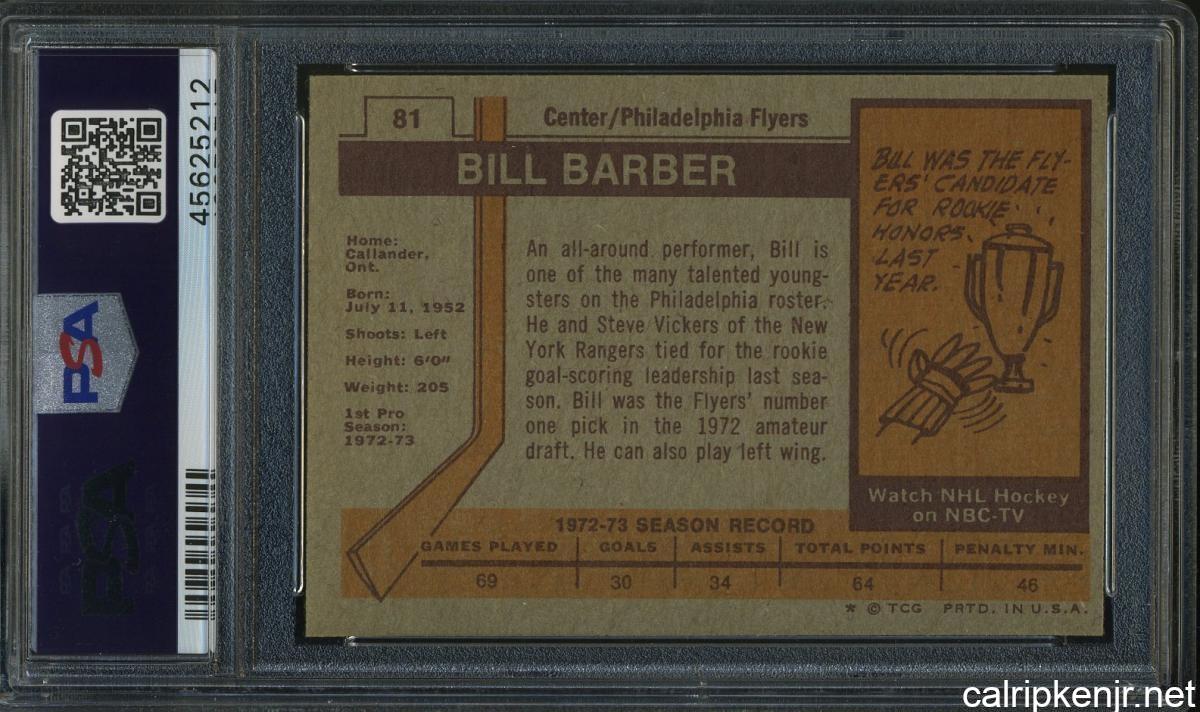 45625212
PSA
PSA
81
Center/Philadelphia Flyers
BILL BARBER
Home:
Callander,
Ont.
Born:
July 11, 1952
Shoots: Left
Height: 6'0"
Weight: 205
1st Pro
Season:
1972-73
An all-around performer, Bill is
one of the many talented young-
sters on the Philadelphia roster.
He and Steve Vickers of the New
York Rangers tied for the rookie
goal-scoring leadership last sea-
son. Bill was the Flyers' number
one pick in the 1972 amateur
draft. He can also play left wing.
BILL WAS THE FLY-
ERS' CANDIDATE
FOR ROOKIE
HONORS
LAST
YEAR.
Watch NHL Hockey
on NBC-TV
1972-73 SEASON RECORD
GAMES PLAYED GOALS ASSISTS TOTAL POINTS PENALTY MIN.
69 30 34 64 46
* © TCG PRTD. IN U.S.A.
calripkenjr.net